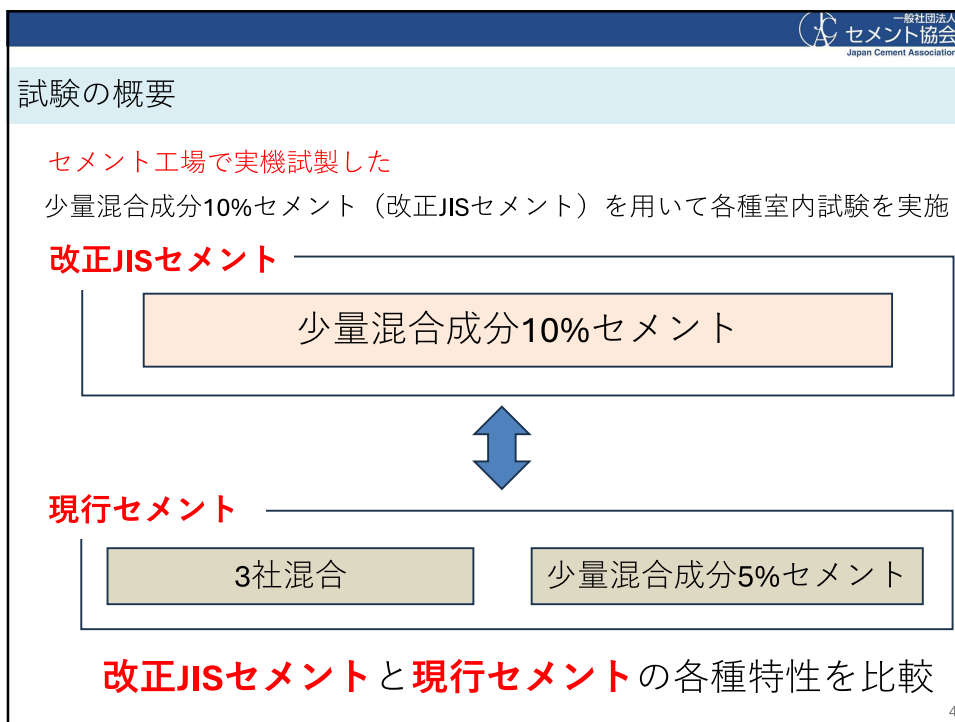 一般社団法人
セメント協会
Japan Cement Association
試験の概要
セメント工場で実機試製した
少量混合成分10%セメント（改正JISセメント）を用いて各種室内試験を実施
改正JISセメント
少量混合成分10%セメント
現行セメント
3社混合
少量混合成分5%セメント
改正JISセメントと現行セメントの各種特性を比較
4